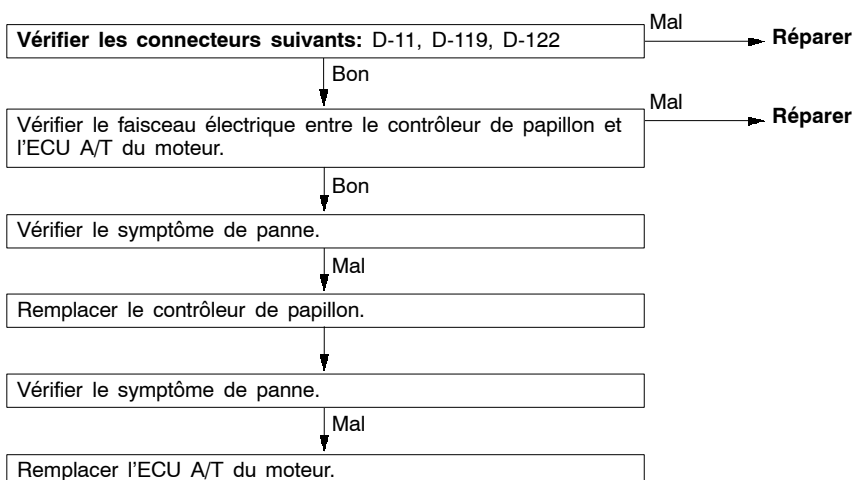 Mal
Vérifier les connecteurs suivants: D-11, D-119, D-122
Réparer
Bon
Mal
Vérifier le faisceau électrique entre le contrôleur de papillon et
l'ECU A/T du moteur.
Réparer
Bon
Vérifier le symptôme de panne.
Mal
Remplacer le contrôleur de papillon.
Vérifier le symptôme de panne.
Mal
Remplacer l'ECU A/T du moteur.